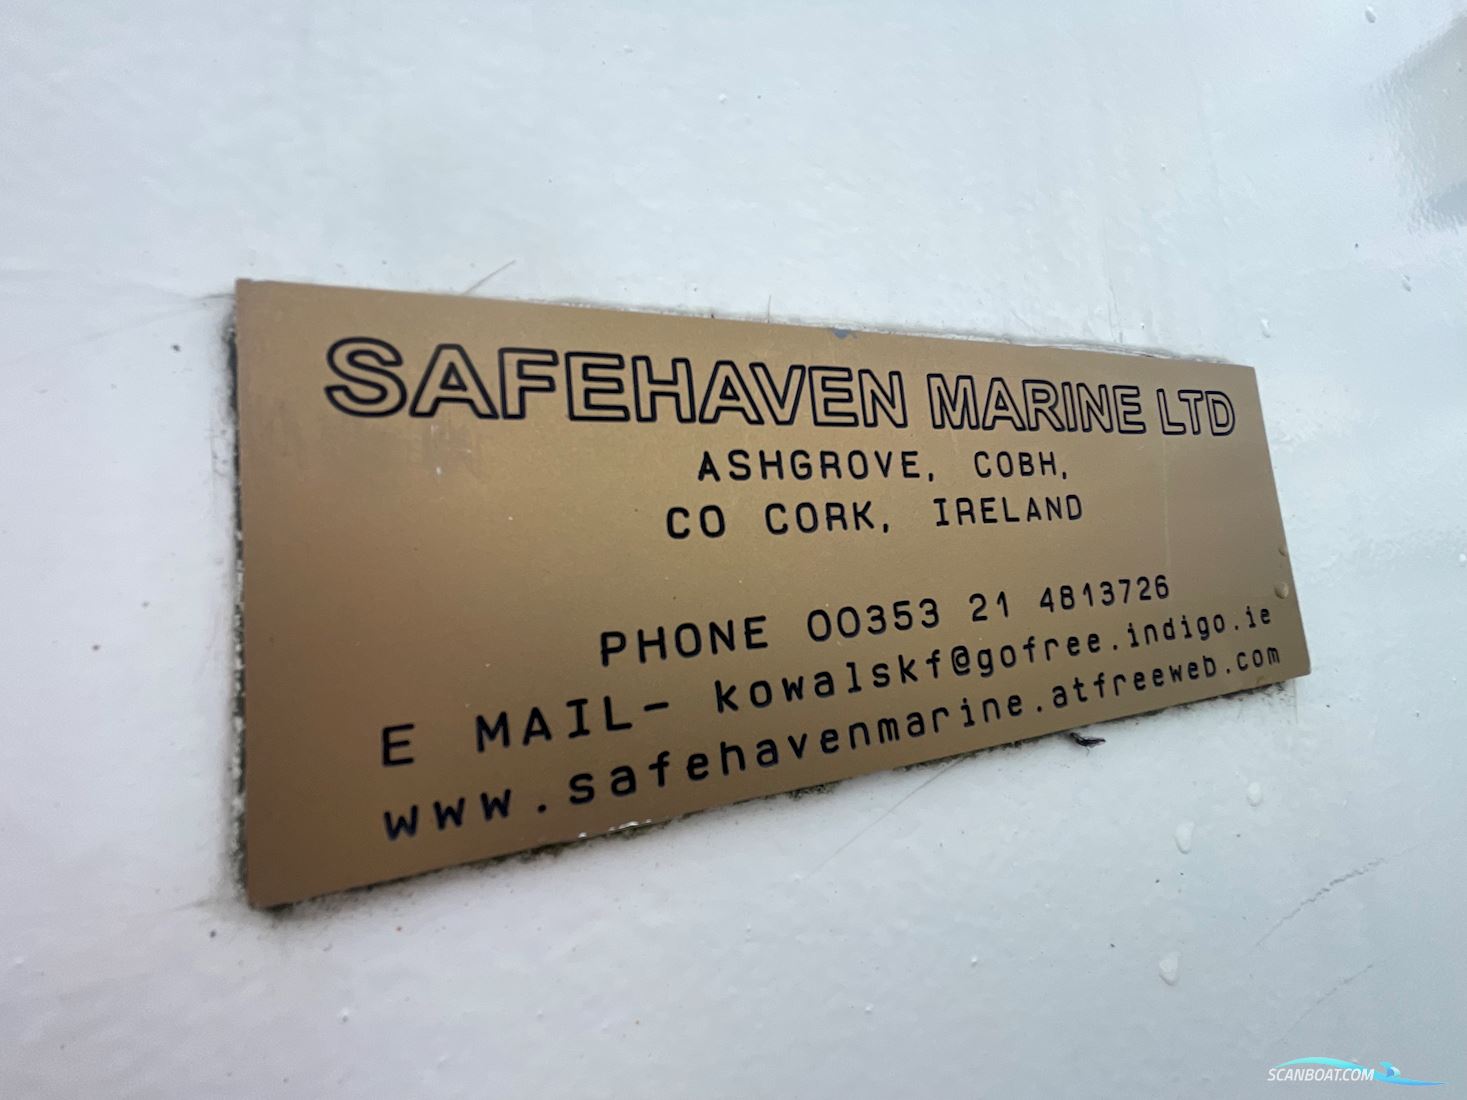 SAFEHAVEN MARINE LTD
ASHGROVE, COBH,
CO CORK, IRELAND
PHONE 00353 21 4813726
E MAIL- kowalskf@gofree.indigo.ie
www.safehavenmarine.atfreeweb.com
SCANBOAT.COM